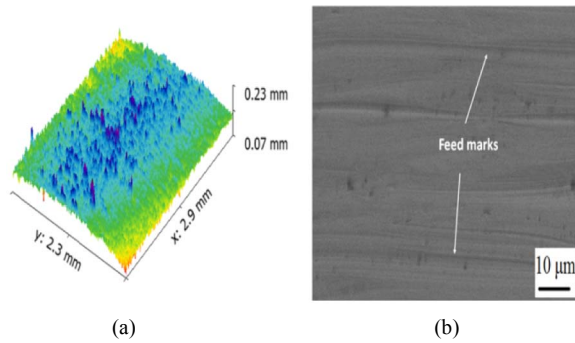 0.23 mm
0.07 mm
x: 2.9 mm
y: 2.3 mm
Feed marks
10 μm
(a)
(b)